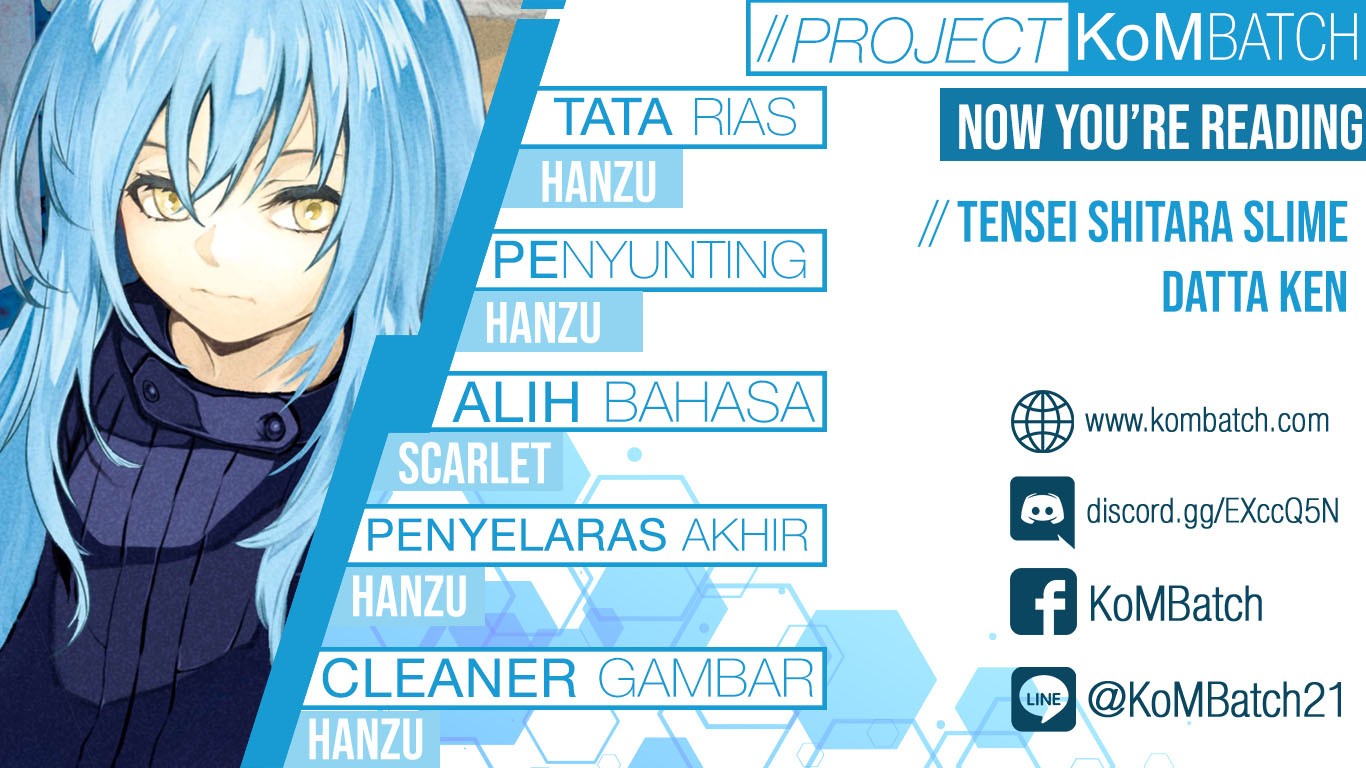 //PROJECT KoMBATCH
NOW YOU'RE READING
// TENSEI SHITARA SLIME
DATTA KEN
TATA RIAS
HANZU
PENYUNTING
HANZU
ALIH BAHASA
SCARLET
PENYELARAS AKHIR
HANZU
CLEANER GAMBAR
HANZU
www.kombatch.com
discord.gg/EXccQ5N
KoMBatch
LINE @KoMBatch21